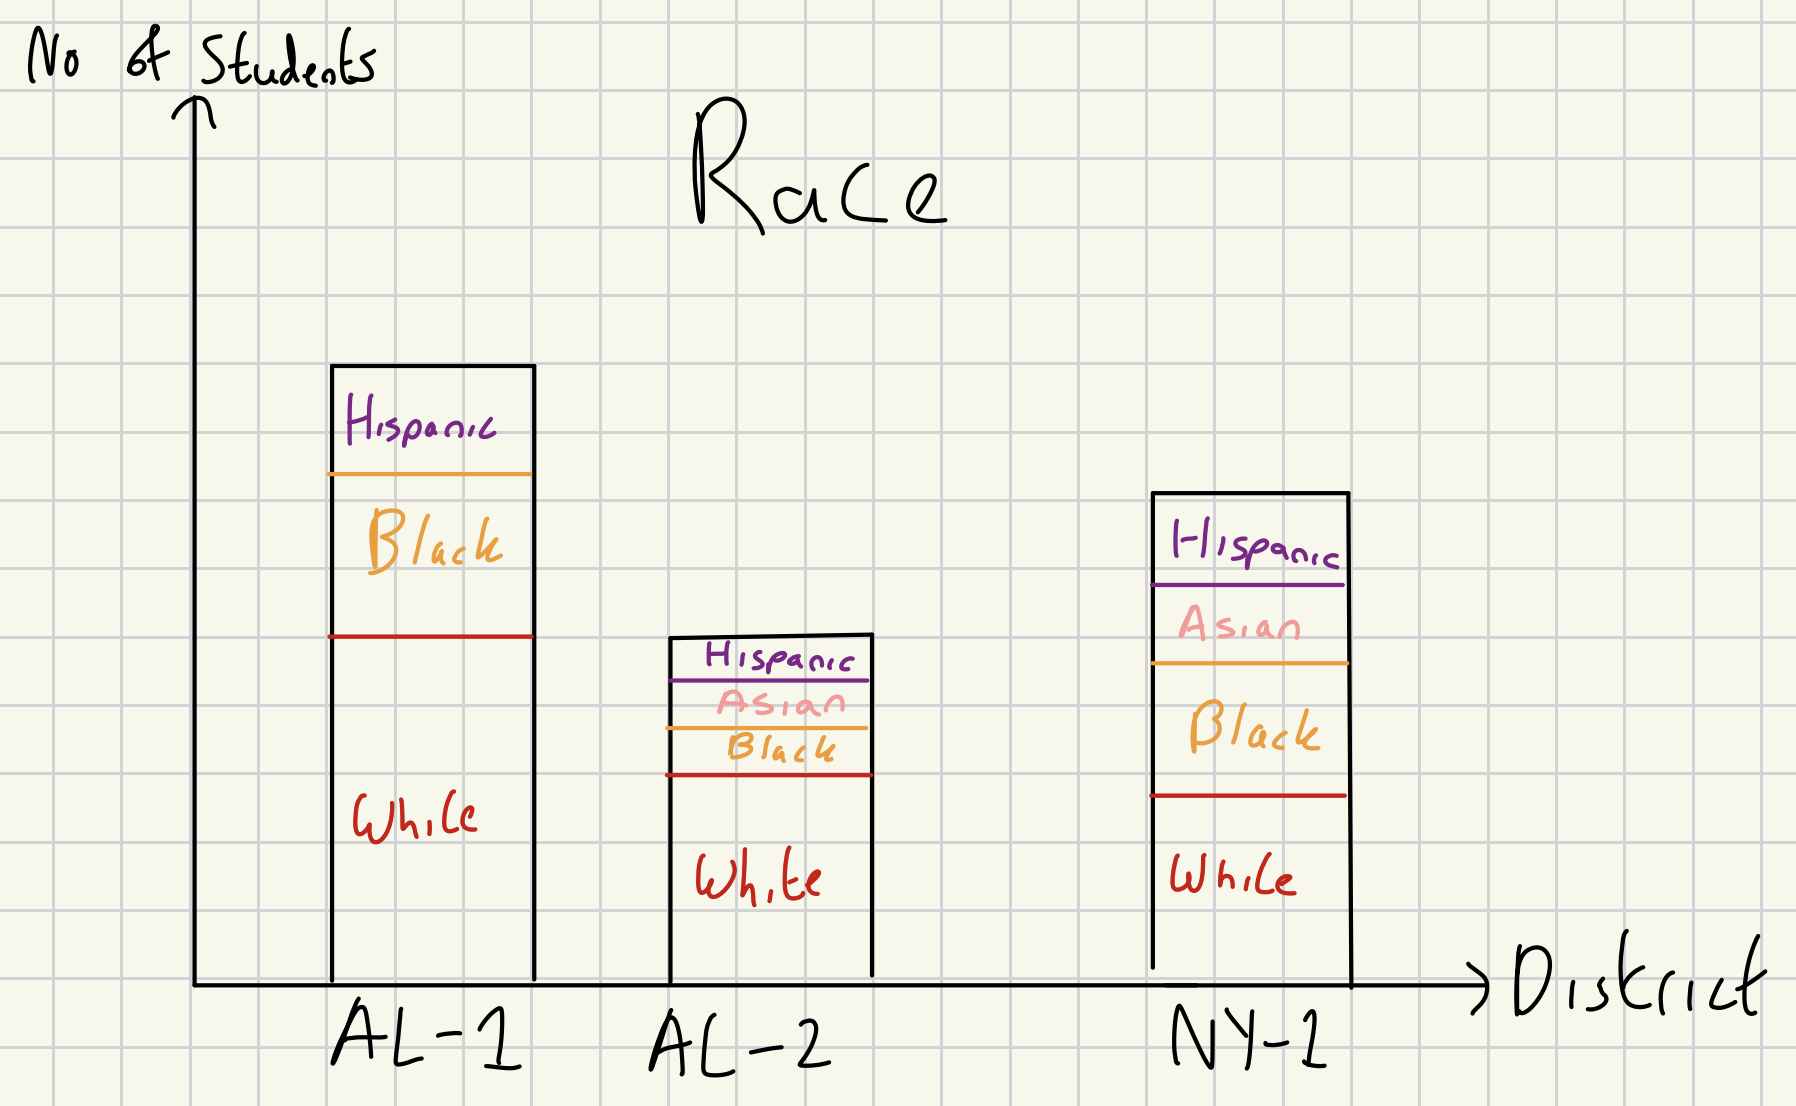 No of Students
Race
Hispanic
Black
White
Hispanic
Asian
Black
White
Hispanic
Asian
Black
White
District
AL-1
AL-2
NY-1